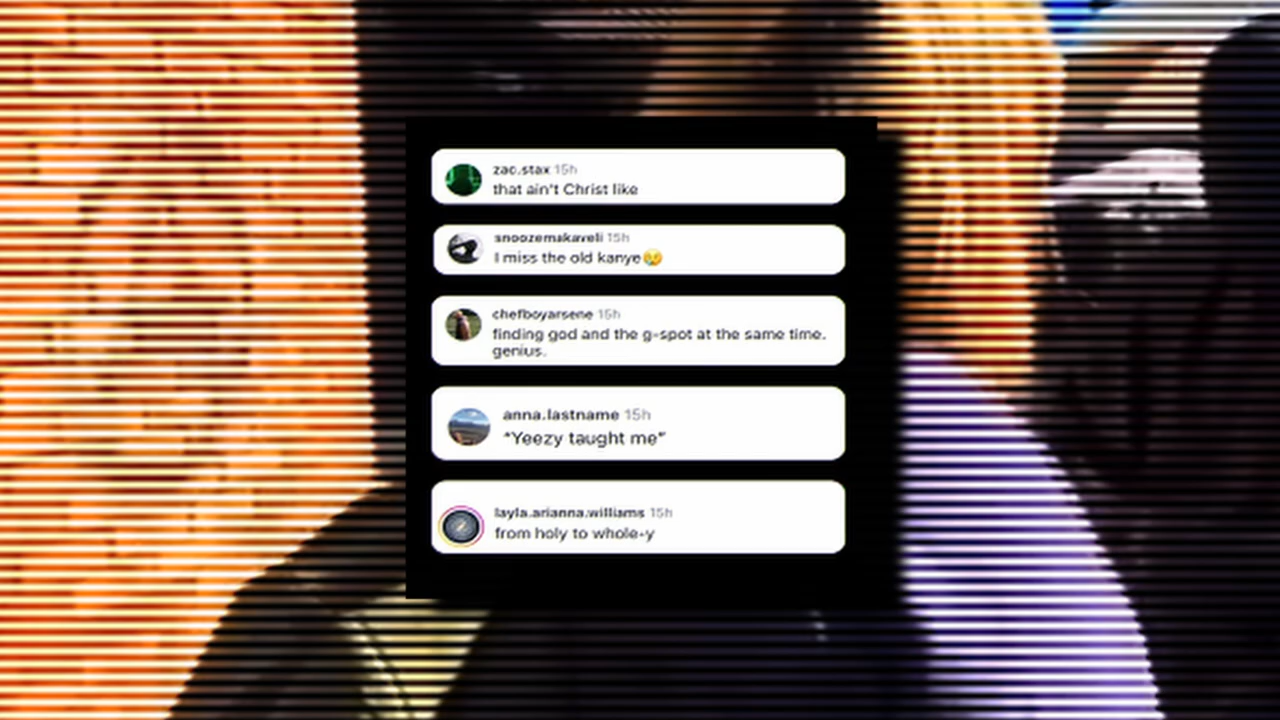 zac.stax 15h
that ain't Christ like
snoozemakaveli 15h
I miss the old kanye😢
chefboyarsene 15h
finding god and the g-spot at the same time.
genius.
anna.lastname 15h
"Yeezy taught me"
layla.arianna.williams 15h
from holy to whole-y